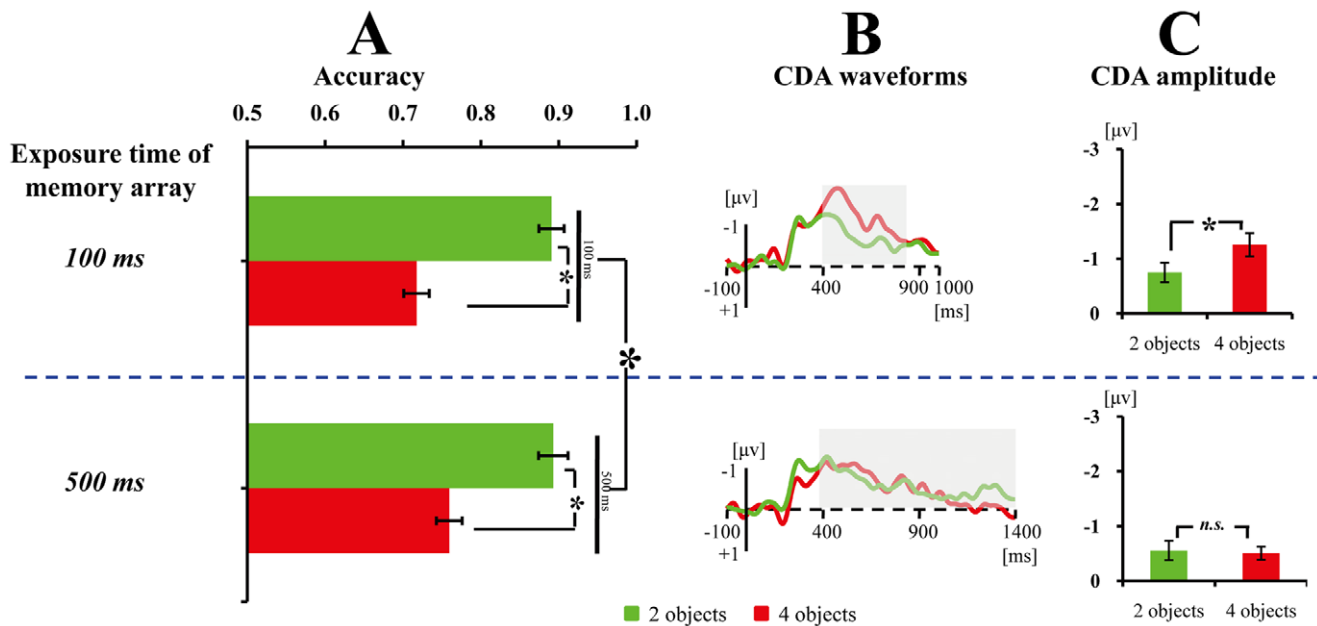 A
Accuracy
0.5 0.6 0.7 0.8 0.9 1.0
Exposure time of
memory array
100 ms
500 ms
100 ms
*
*
500 ms
*
B
CDA waveforms
[μv]
-1
-100 400 900 1000
+1
[ms]
[μv]
-1
-100 400 900 1400
+1
[ms]
C
CDA amplitude
[μv]
-3
-2
-1
0
*
2 objects 4 objects
[μv]
-3
-2
-1
0
n.s.
2 objects 4 objects
2 objects 4 objects